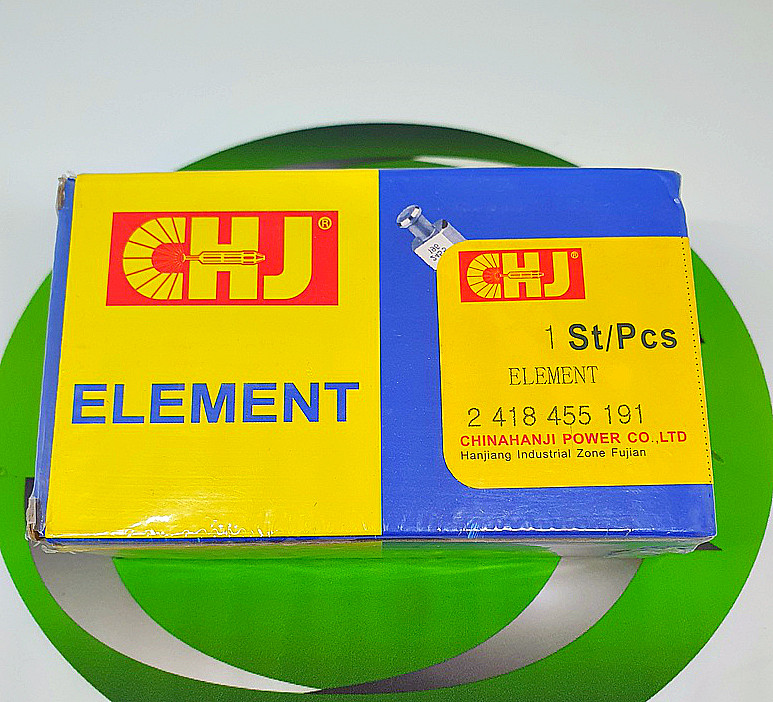 CHJ®
ELEMENT
CHJ®
1 St/Pcs
ELEMENT
2 418 455 191
CHINAHANJI POWER CO.,LTD
Hanjiang Industrial Zone Fujian